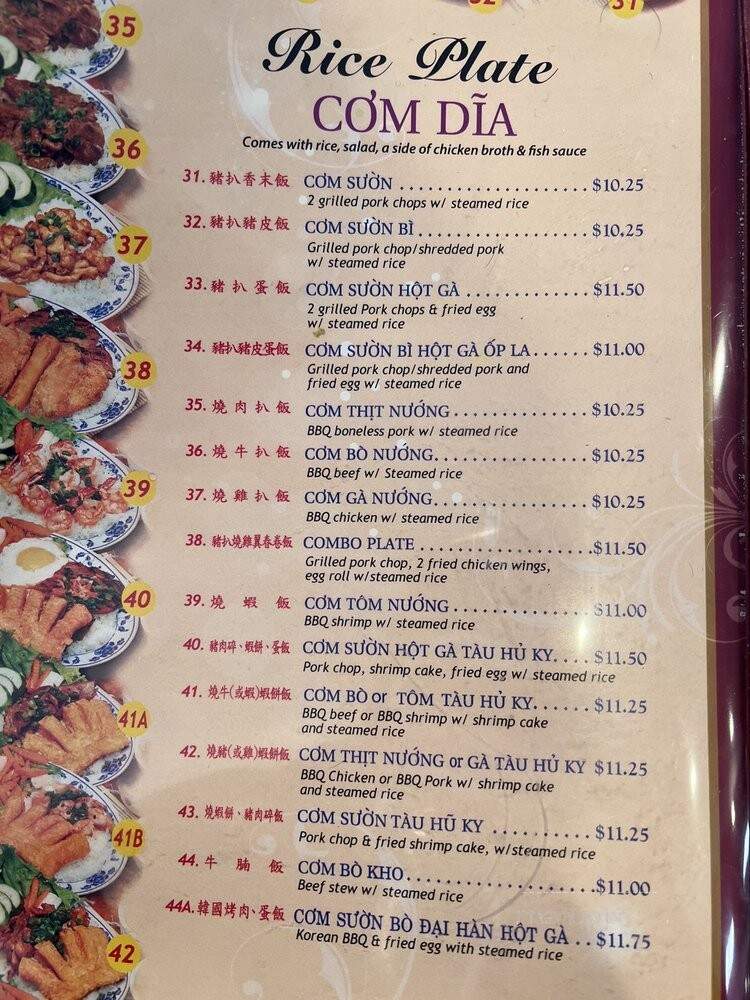 32
31
Rice Plate
CƠM DĨA
Comes with rice, salad, a side of chicken broth & fish sauce
31. 豬扒香末飯 CƠM SƯỜN .................... $10.25
2 grilled pork chops w/ steamed rice
32. 豬扒豬皮飯 CƠM SƯỜN BÌ .................... $10.25
Grilled pork chop/shredded pork
w/ steamed rice
33. 豬扒蛋飯 CƠM SƯỜN HỘT GÀ ............. $11.50
2 grilled Pork chops & fried egg
w/ steamed rice
34. 豬扒豬皮蛋飯 CƠM SƯỜN BÌ HỘT GÀ ỐP LA...... $11.00
Grilled pork chop/shredded pork and
fried egg w/ steamed rice
35. 燒肉扒飯 CƠM THỊT NƯỚNG .............. $10.25
BBQ boneless pork w/ steamed rice
36. 燒牛扒飯 CƠM BÒ NƯỚNG................ $10.25
BBQ beef w/ Steamed rice
37. 燒雞扒飯 CƠM GÀ NƯỚNG................ $10.25
BBQ chicken w/ steamed rice
38. 豬扒燒雞翼春卷飯 COMBO PLATE ..................$11.50
Grilled pork chop, 2 fried chicken wings,
egg roll w/steamed rice
39. 燒蝦飯 CƠM TÔM NƯỚNG .............. $11.00
BBQ shrimp w/ steamed rice
40. 豬肉碎、蝦餅、蛋飯 CƠM SƯỜN HỘT GÀ TÀU HỦ KY.... $11.50
Pork chop, shrimp cake, fried egg w/ steamed rice
41. 燒牛(或蝦)蝦餅飯 CƠM BÒ or TÔM TÀU HỦ KY...... $11.25
BBQ beef or BBQ shrimp w/ shrimp cake
and steamed rice
42. 燒豬(或雞)蝦餅飯 CƠM THỊT NƯỚNG or GÀ TÀU HỦ KY $11.25
BBQ Chicken or BBQ Pork w/ shrimp cake
and steamed rice
43. 燒蝦餅、豬肉碎飯 CƠM SƯỜN TÀU HŨ KY .......... $11.25
Pork chop & fried shrimp cake, w/steamed rice
44. 牛腩飯 CƠM BÒ KHO....................$11.00
Beef stew w/ steamed rice
44A. 韓國烤肉、蛋飯 CƠM SƯỜN BÒ ĐẠI HÀN HỘT GÀ .. $11.75
Korean BBQ & fried egg with steamed rice
35
36
37
38
39
40
41A
41B
42